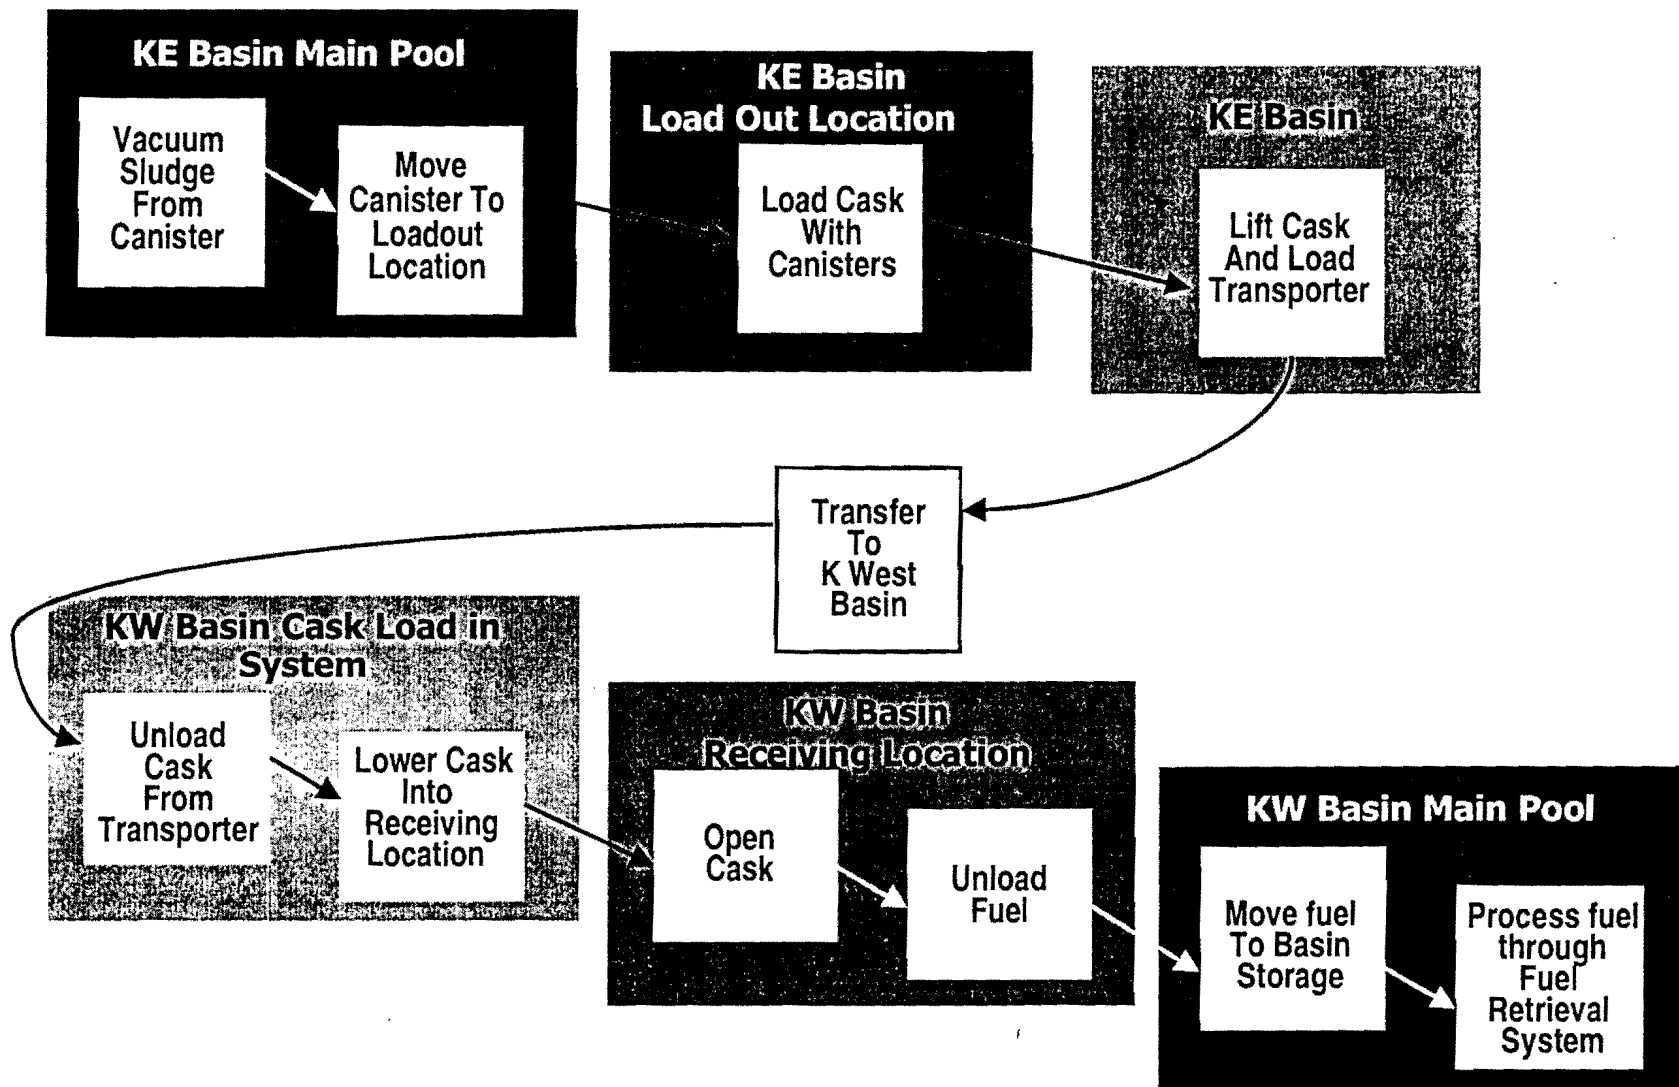 KE Basin Main Pool
Vacuum
Sludge
From
Canister
Move
Canister To
Loadout
Location
KE Basin
Load Out Location
Load Cask
With
Canisters
KE Basin
Lift Cask
And Load
Transporter
Transfer
To
K West
Basin
KW Basin Cask Load in
System
Unload
Cask
From
Transporter
Lower Cask
Into
Receiving
Location
KW Basin
Receiving Location
Open
Cask
Unload
Fuel
KW Basin Main Pool
Move fuel
To Basin
Storage
Process fuel
through
Fuel
Retrieval
System